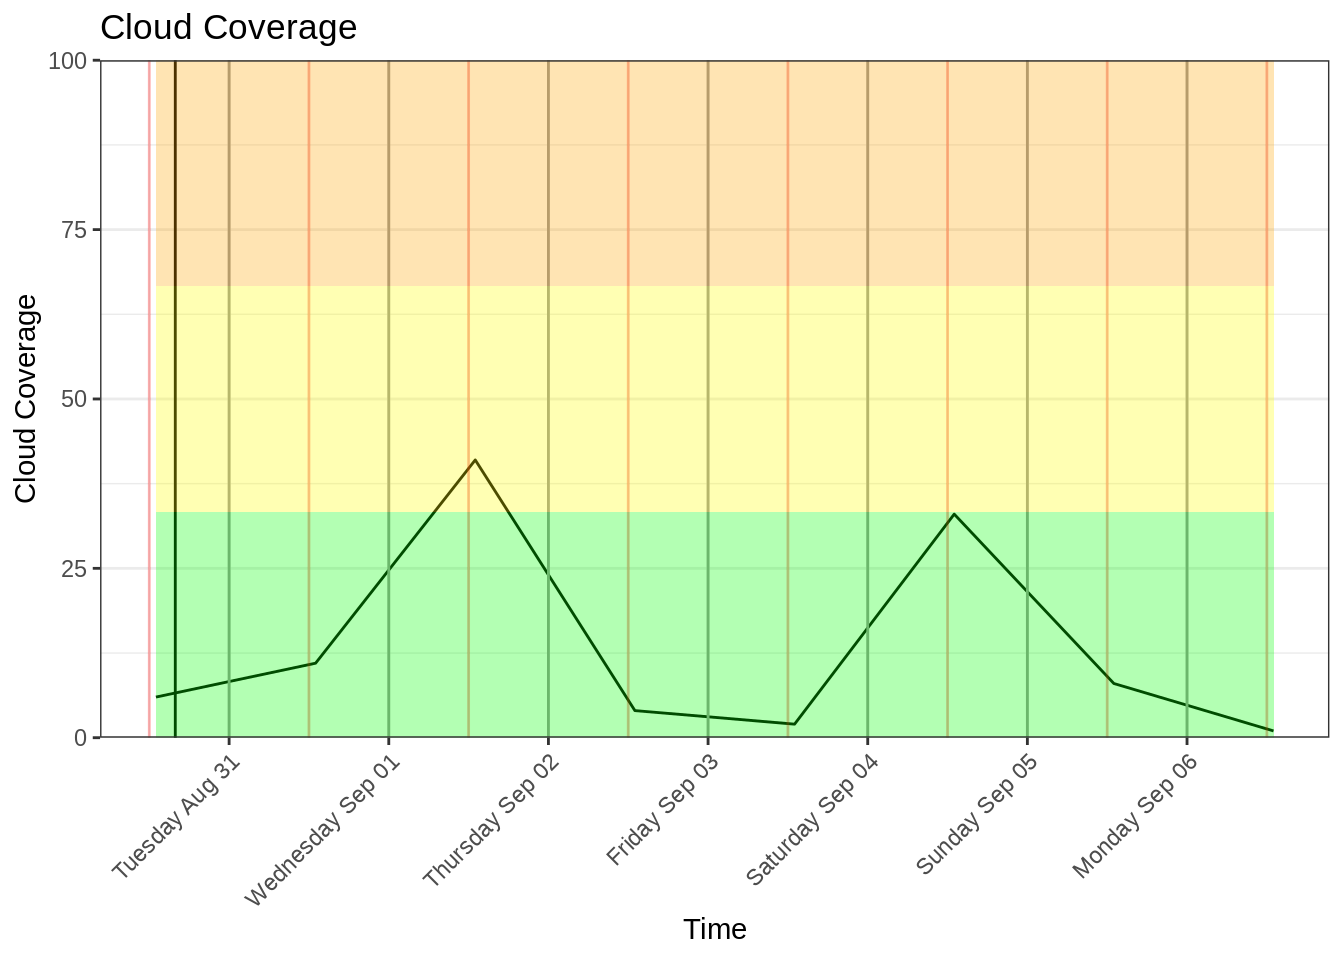 Cloud Coverage
100
75
50
25
0
Cloud Coverage
Tuesday Aug 31
Wednesday Sep 01
Thursday Sep 02
Friday Sep 03
Saturday Sep 04
Sunday Sep 05
Monday Sep 06
Time